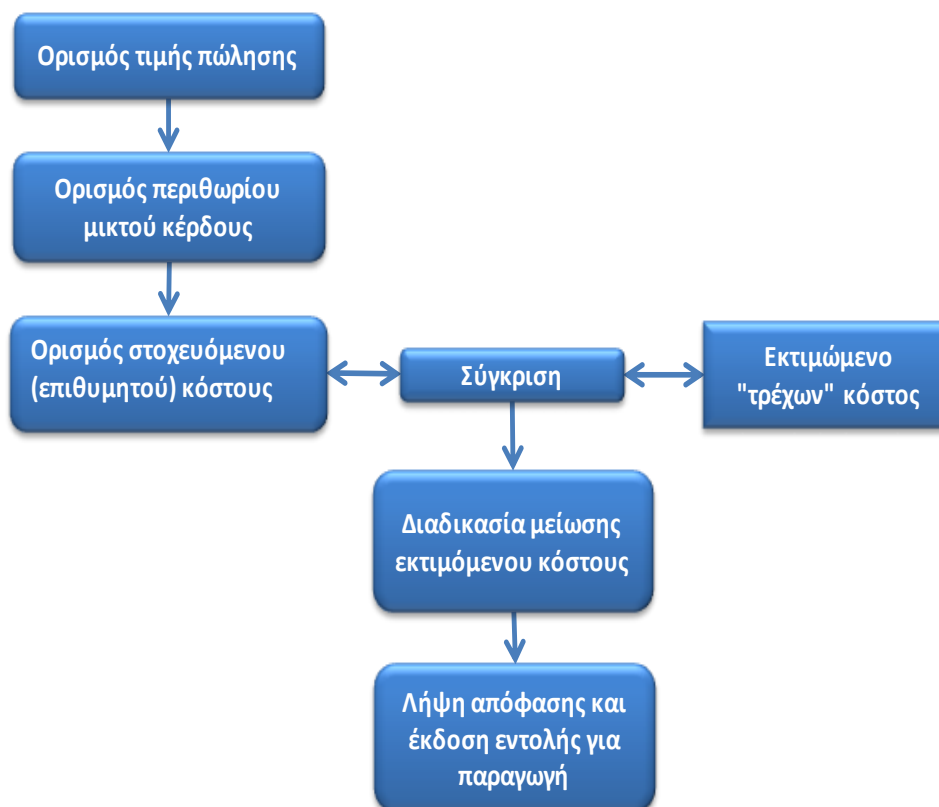 Ορισμός τιμής πώλησης
Ορισμός περιθωρίου
μικτού κέρδους
Ορισμός στοχευόμενου
(επιθυμητού) κόστους
Σύγκριση
Εκτιμώμενο
"τρέχων" κόστος
Διαδικασία μείωσης
εκτιμόμενου κόστους
Λήψη απόφασης και
έκδοση εντολής για
παραγωγή